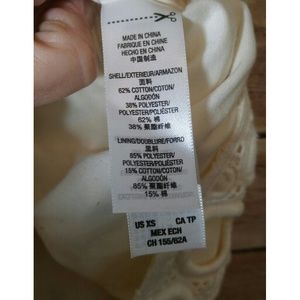 MADE IN CHINA
FABRIQUE EN CHINE
HECHO EN CHINA
中国制造
SHELL/EXTERIEUR/ARMAZON
面料
62% COTTON/COTON/
ALGODÓN
38% POLYESTER/
POLYESTER/POLIÉSTER
62% 棉
38% 聚酯纤维
LINING/DOUBLURE/FORRO
里料
85% POLYESTER/
POLYESTER/POLIÉSTER
15% COTTON/COTON/
ALGODÓN
85% 聚酯纤维
15% 棉
US XS CA TP
MEX ECH
CH 155/62A